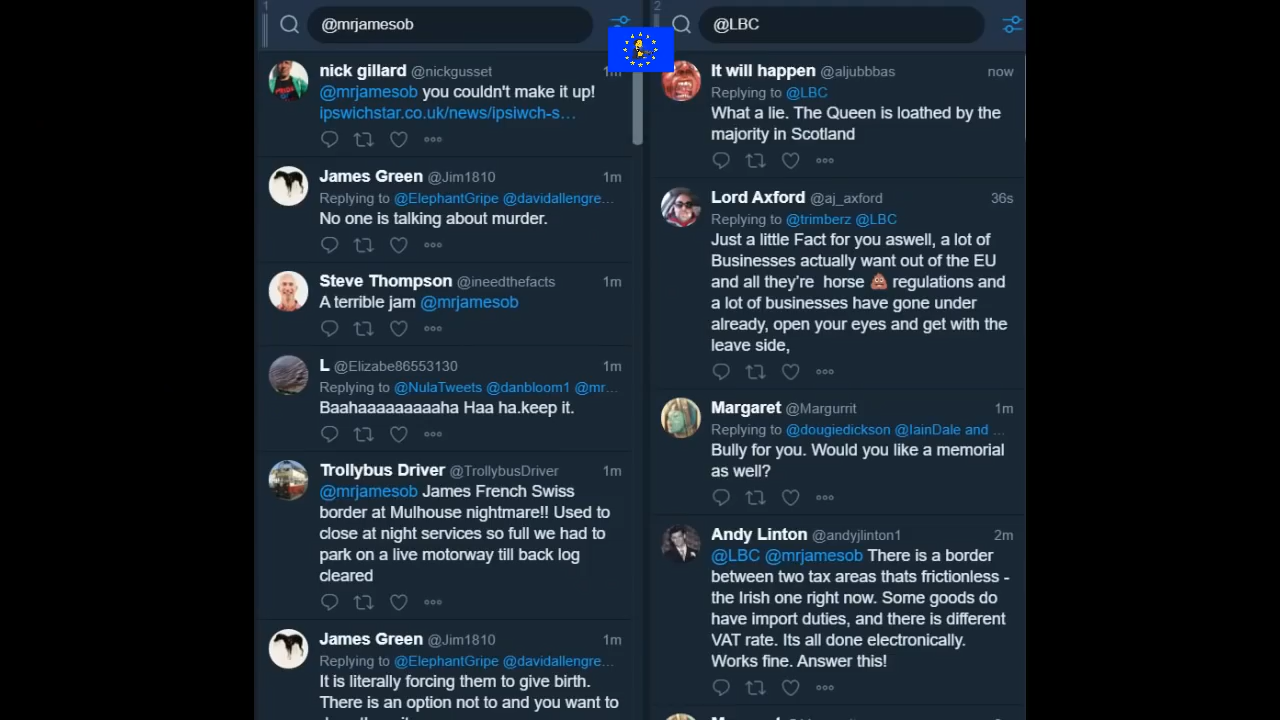 1
@mrjamesob
nick gillard @nickgusset 1m
@mrjamesob you couldn't make it up!
ipswichstar.co.uk/news/ipsiwch-s…
James Green @Jim1810 1m
Replying to @ElephantGripe @davidallengre…
No one is talking about murder.
Steve Thompson @ineedthefacts 1m
A terrible jam @mrjamesob
L @Elizabe86553130 1m
Replying to @NulaTweets @danbloom1 @mr…
Baahaaaaaaaaaha Haa ha.keep it.
Trollybus Driver @TrollybusDriver 1m
@mrjamesob James French Swiss
border at Mulhouse nightmare!! Used to
close at night services so full we had to
park on a live motorway till back log
cleared
James Green @Jim1810 1m
Replying to @ElephantGripe @davidallengre…
It is literally forcing them to give birth.
There is an option not to and you want to
2
@LBC
It will happen @aljubbbas now
Replying to @LBC
What a lie. The Queen is loathed by the
majority in Scotland
Lord Axford @aj_axford 36s
Replying to @trimberz @LBC
Just a little Fact for you aswell, a lot of
Businesses actually want out of the EU
and all they're horse 💩 regulations and
a lot of businesses have gone under
already, open your eyes and get with the
leave side,
Margaret @Margurrit 1m
Replying to @dougiedickson @IainDale and …
Bully for you. Would you like a memorial
as well?
Andy Linton @andyjlinton1 2m
@LBC @mrjamesob There is a border
between two tax areas thats frictionless -
the Irish one right now. Some goods do
have import duties, and there is different
VAT rate. Its all done electronically.
Works fine. Answer this!